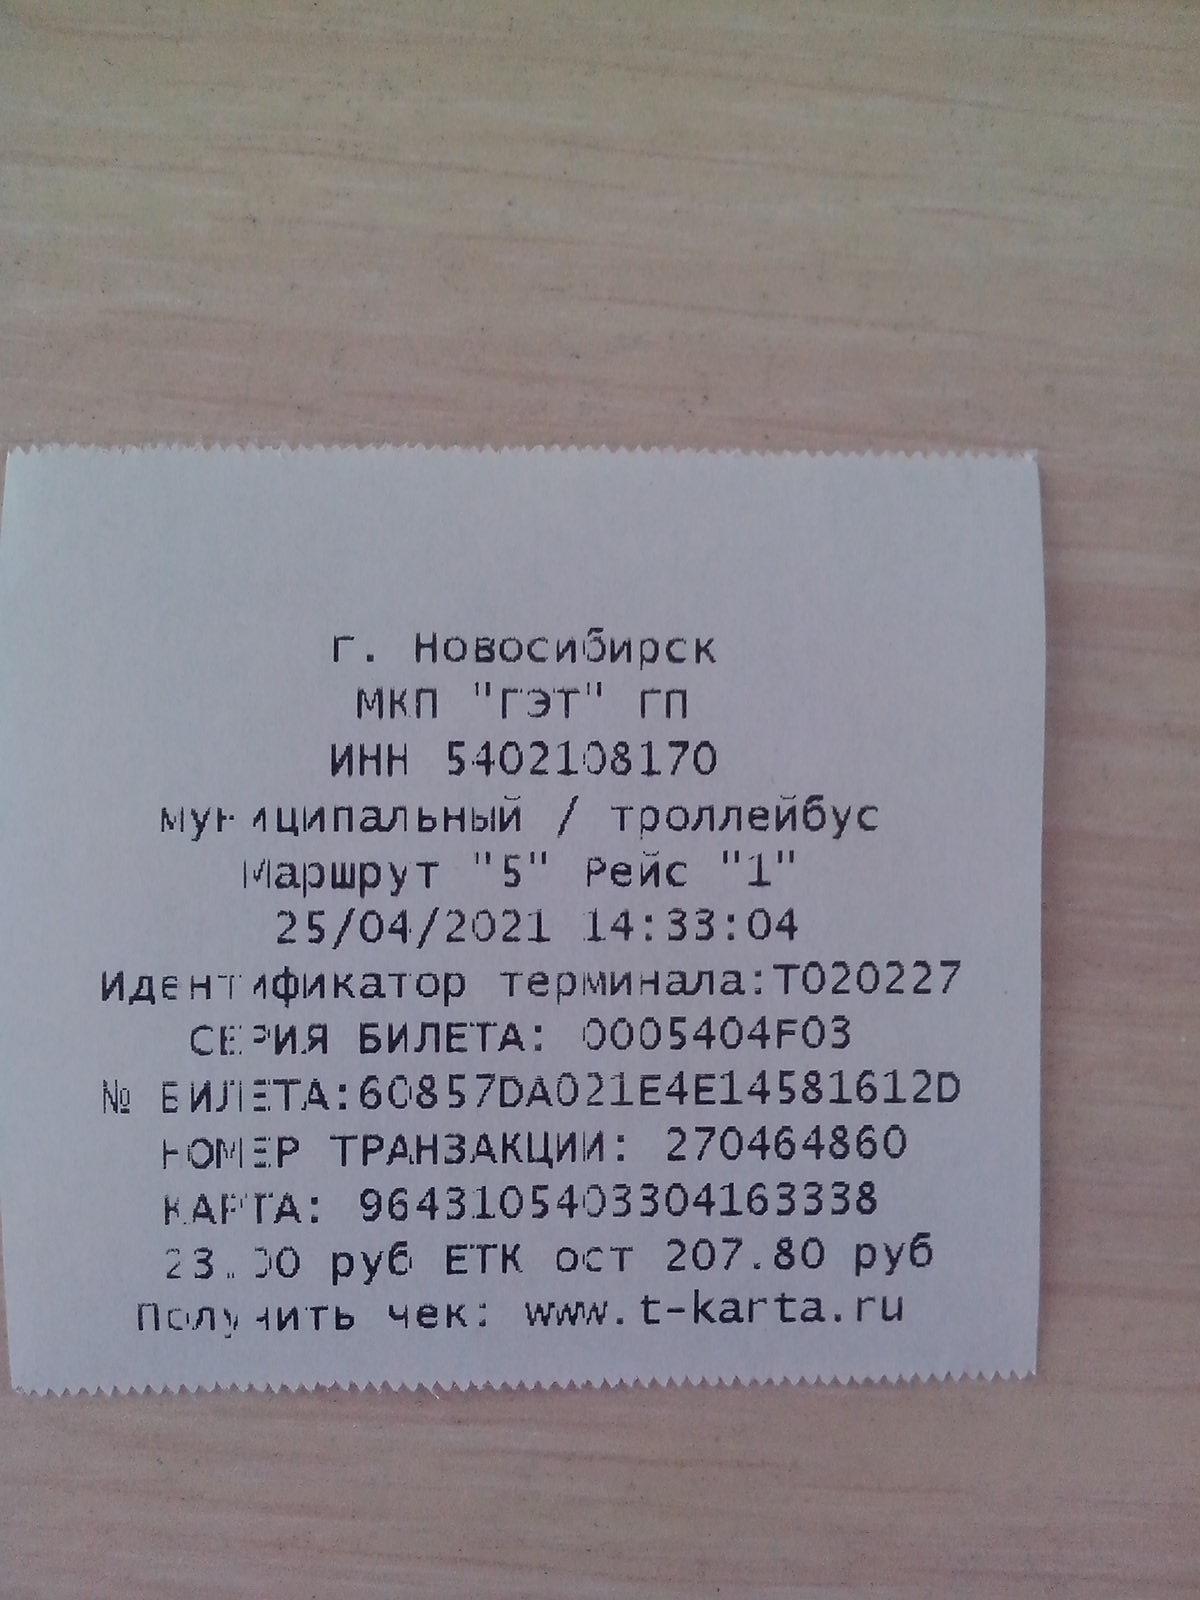 г. Новосибирск
МКП "ГЭТ" ГП
ИНН 5402108170
муниципальный / троллейбус
Маршрут "5" Рейс "1"
25/04/2021 14:33:04
Идентификатор терминала:T020227
СЕРИЯ БИЛЕТА: 0005404F03
№ БИЛЕТА:60857DA021E4E14581612D
НОМЕР ТРАНЗАКЦИИ: 270464860
КАРТА: 9643105403304163338
23.00 руб ЕТК ост 207.80 руб
Получить чек: www.t-karta.ru